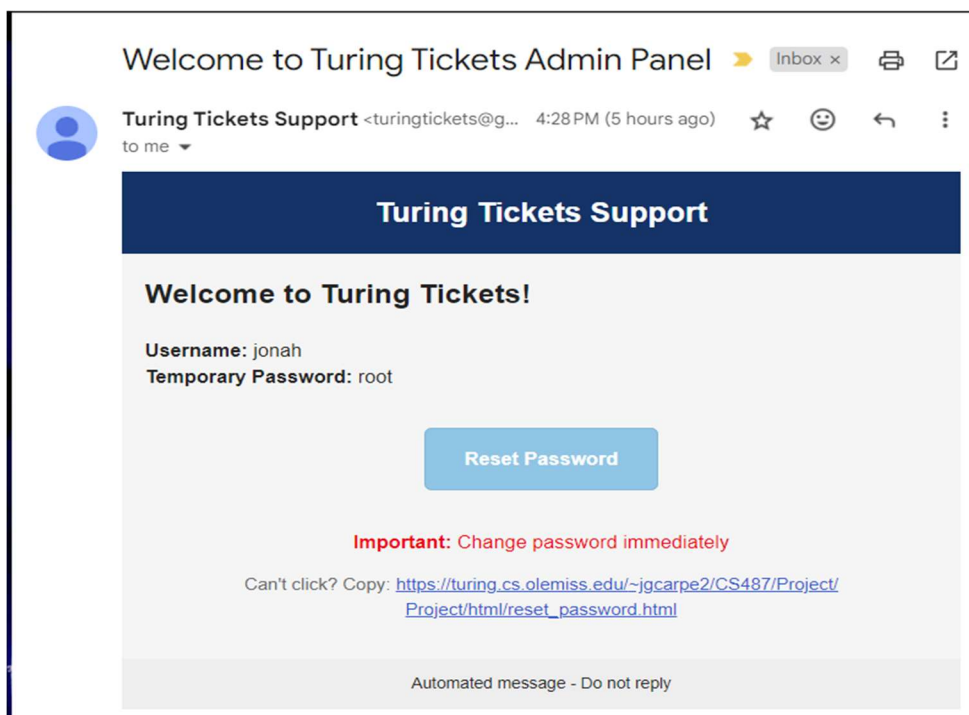 Welcome to Turing Tickets Admin Panel
Inbox ×
Turing Tickets Support <turingtickets@g... 4:28 PM (5 hours ago)
to me
Turing Tickets Support
Welcome to Turing Tickets!
Username: jonah
Temporary Password: root
Reset Password
Important: Change password immediately
Can't click? Copy: https://turing.cs.olemiss.edu/~jgcarpe2/CS487/Project/
Project/html/reset_password.html
Automated message - Do not reply